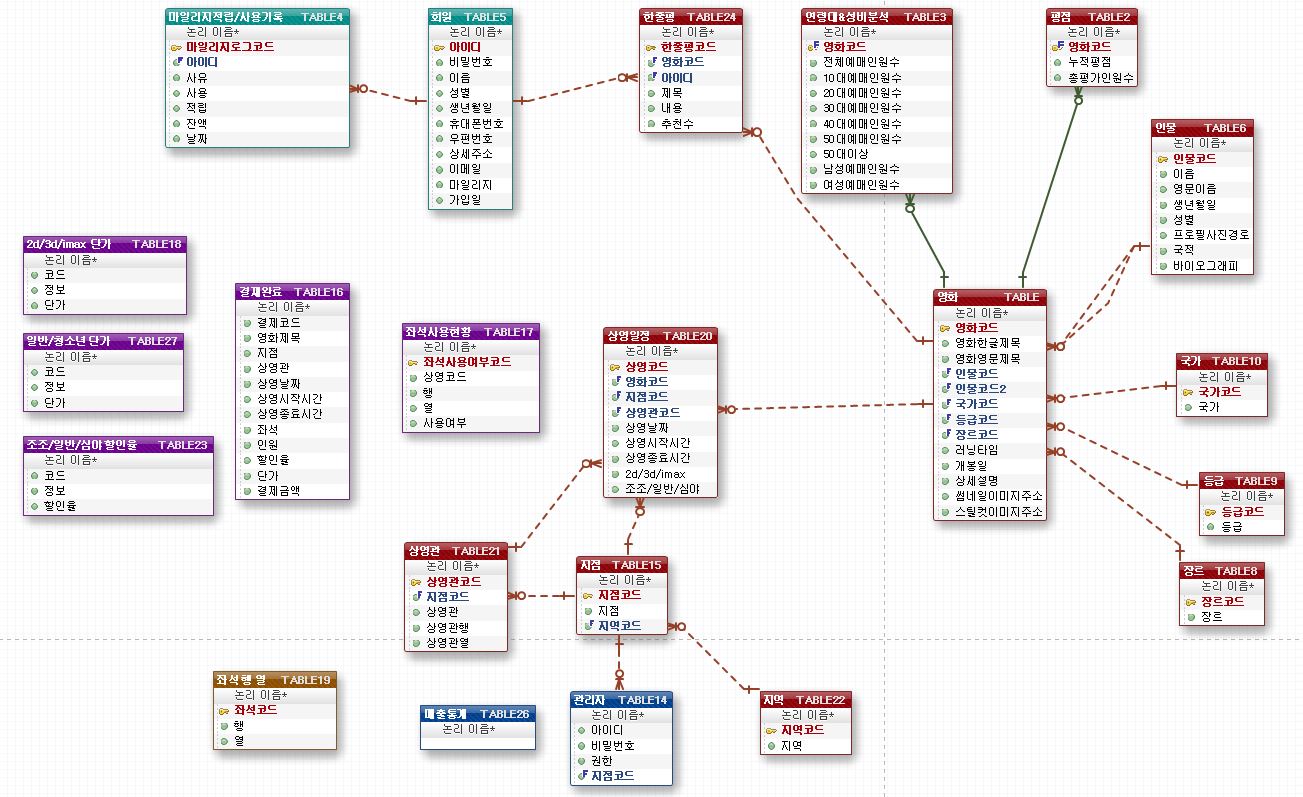 마일리지적립/사용기록 TABLE4
논리 이름*
마일리지로그코드
아이디
사유
사용
적립
잔액
날짜
회원 TABLE5
논리 이름*
아이디
비밀번호
이름
성별
생년월일
휴대폰번호
우편번호
상세주소
이메일
마일리지
가입일
한줄평 TABLE24
논리 이름*
한줄평코드
영화코드
아이디
제목
내용
추천수
연령대&성비분석 TABLE3
논리 이름*
영화코드
전체예매인원수
10대예매인원수
20대예매인원수
30대예매인원수
40대예매인원수
50대예매인원수
50대이상
남성예매인원수
여성예매인원수
평점 TABLE2
논리 이름*
영화코드
누적평점
총평가인원수
인물 TABLE6
논리 이름*
인물코드
이름
영문이름
생년월일
성별
프로필사진경로
국적
바이오그래피
2d/3d/imax 단가 TABLE18
논리 이름*
코드
정보
단가
일반/청소년 단가 TABLE27
논리 이름*
코드
정보
단가
조조/일반/심야 할인율 TABLE23
논리 이름*
코드
정보
할인율
결제완료 TABLE16
논리 이름*
결제코드
영화제목
지점
상영관
상영날짜
상영시작시간
상영종료시간
좌석
인원
할인율
단가
결제금액
좌석사용현황 TABLE17
논리 이름*
좌석사용여부코드
상영코드
행
열
사용여부
상영일정 TABLE20
논리 이름*
상영코드
영화코드
지점코드
상영관코드
상영날짜
상영시작시간
상영종료시간
2d/3d/imax
조조/일반/심야
영화 TABLE
논리 이름*
영화코드
영화한글제목
영화영문제목
인물코드
인물코드2
국가코드
등급코드
장르코드
러닝타임
개봉일
상세설명
썸네일이미지주소
스틸컷이미지주소
국가 TABLE10
논리 이름*
국가코드
국가
등급 TABLE9
논리 이름*
등급코드
등급
장르 TABLE8
논리 이름*
장르코드
장르
상영관 TABLE21
논리 이름*
상영관코드
지점코드
상영관
상영관행
상영관열
지점 TABLE15
논리 이름*
지점코드
지점
지역코드
좌석행 열 TABLE19
논리 이름*
좌석코드
행
열
매출통계 TABLE26
논리 이름*
관리자 TABLE14
논리 이름*
아이디
비밀번호
권한
지점코드
지역 TABLE22
논리 이름*
지역코드
지역